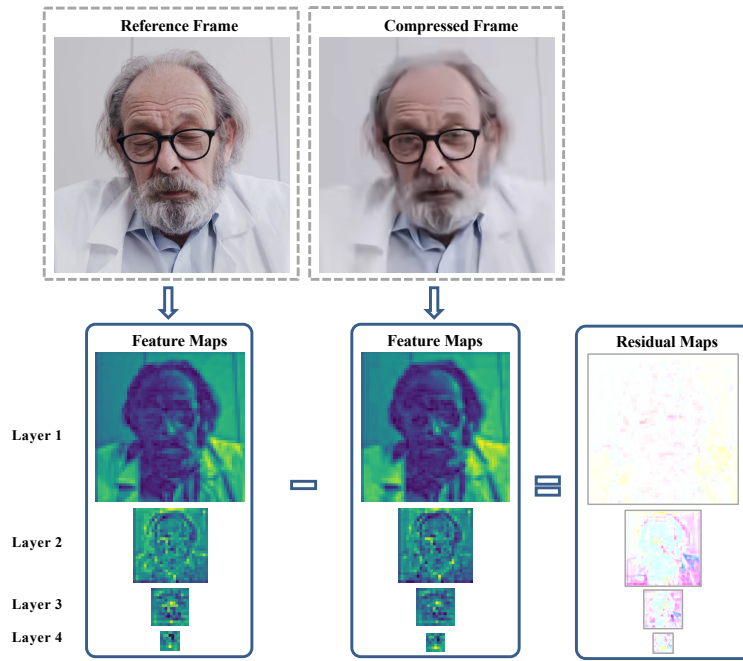 Reference Frame
Compressed Frame
Feature Maps
Feature Maps
Residual Maps
Layer 1
Layer 2
Layer 3
Layer 4